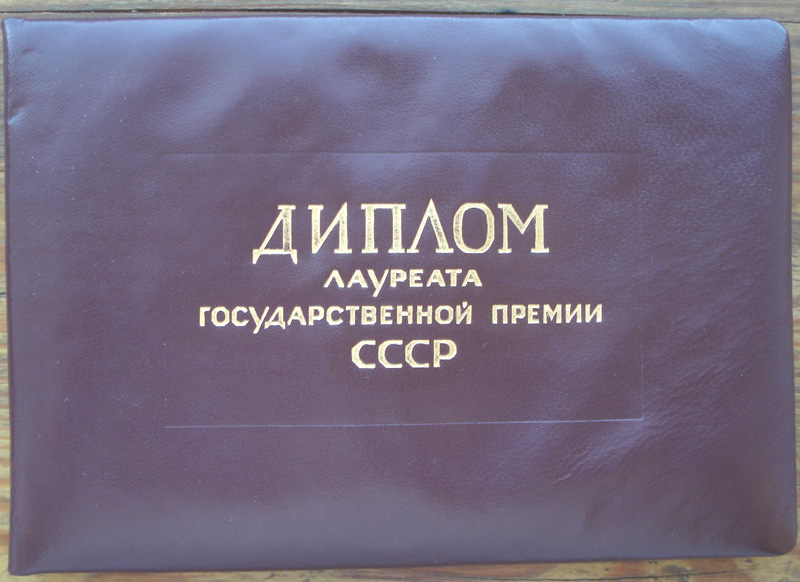 ДИПЛОМ
ЛАУРЕАТА
ГОСУДАРСТВЕННОЙ ПРЕМИИ
СССР